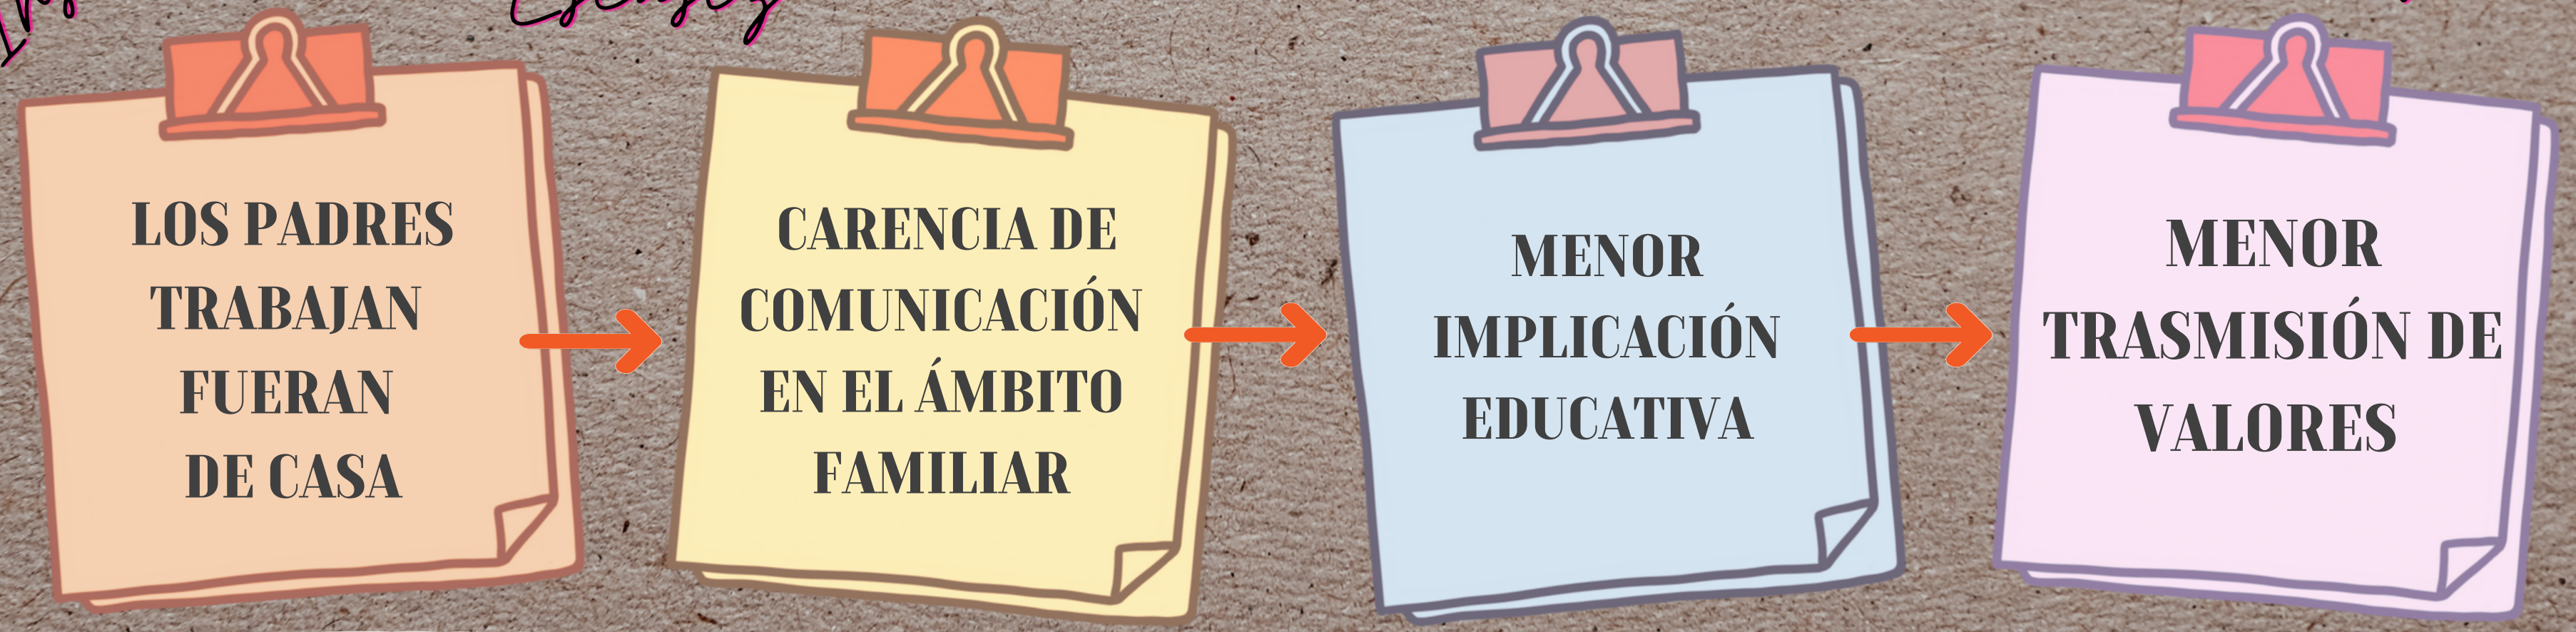 LOS PADRES
TRABAJAN
FUERAN
DE CASA
CARENCIA DE
COMUNICACIÓN
EN EL ÁMBITO
FAMILIAR
MENOR
IMPLICACIÓN
EDUCATIVA
MENOR
TRASMISIÓN DE
VALORES